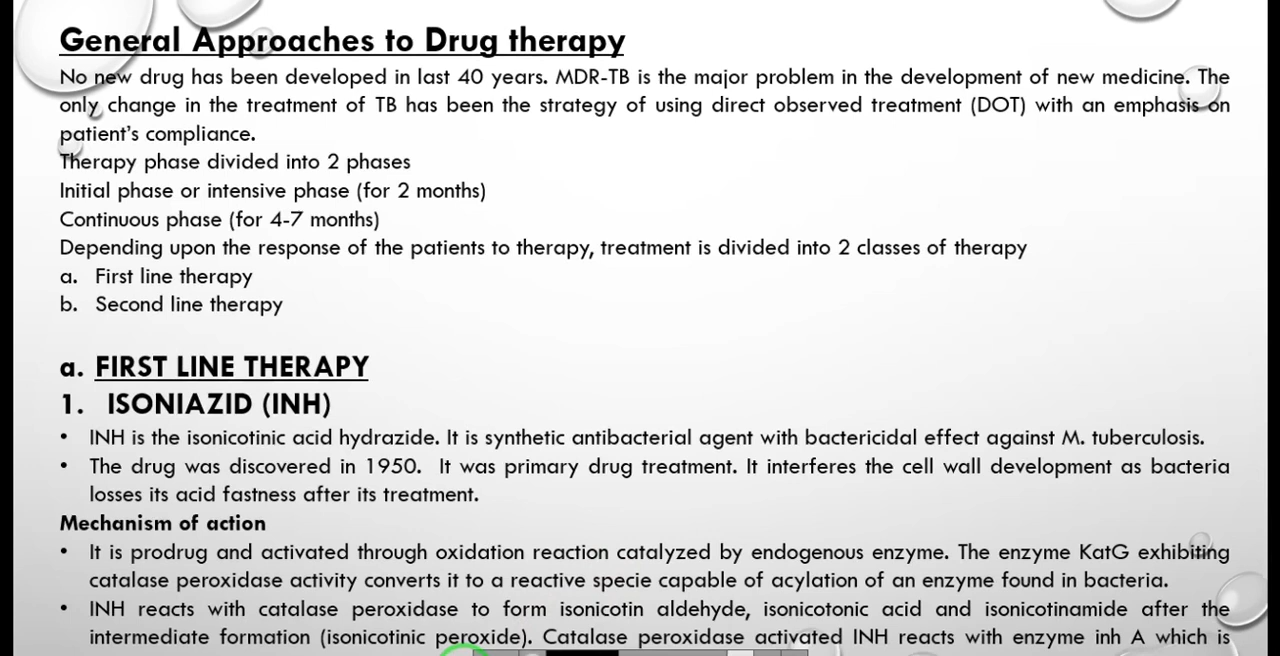 General Approaches to Drug therapy
No new drug has been developed in last 40 years. MDR-TB is the major problem in the development of new medicine. The
only change in the treatment of TB has been the strategy of using direct observed treatment (DOT) with an emphasis on
patient's compliance.
Therapy phase divided into 2 phases
Initial phase or intensive phase (for 2 months)
Continuous phase (for 4-7 months)
Depending upon the response of the patients to therapy, treatment is divided into 2 classes of therapy
a. First line therapy
b. Second line therapy
a. FIRST LINE THERAPY
1. ISONIAZID (INH)
• INH is the isonicotinic acid hydrazide. It is synthetic antibacterial agent with bactericidal effect against M. tuberculosis.
• The drug was discovered in 1950. It was primary drug treatment. It interferes the cell wall development as bacteria
losses its acid fastness after its treatment.
Mechanism of action
• It is prodrug and activated through oxidation reaction catalyzed by endogenous enzyme. The enzyme KatG exhibiting
catalase peroxidase activity converts it to a reactive specie capable of acylation of an enzyme found in bacteria.
• INH reacts with catalase peroxidase to form isonicotin aldehyde, isonicotonic acid and isonicotinamide after the
intermediate formation (isonicotinic peroxide). Catalase peroxidase activated INH reacts with enzyme inh A which is